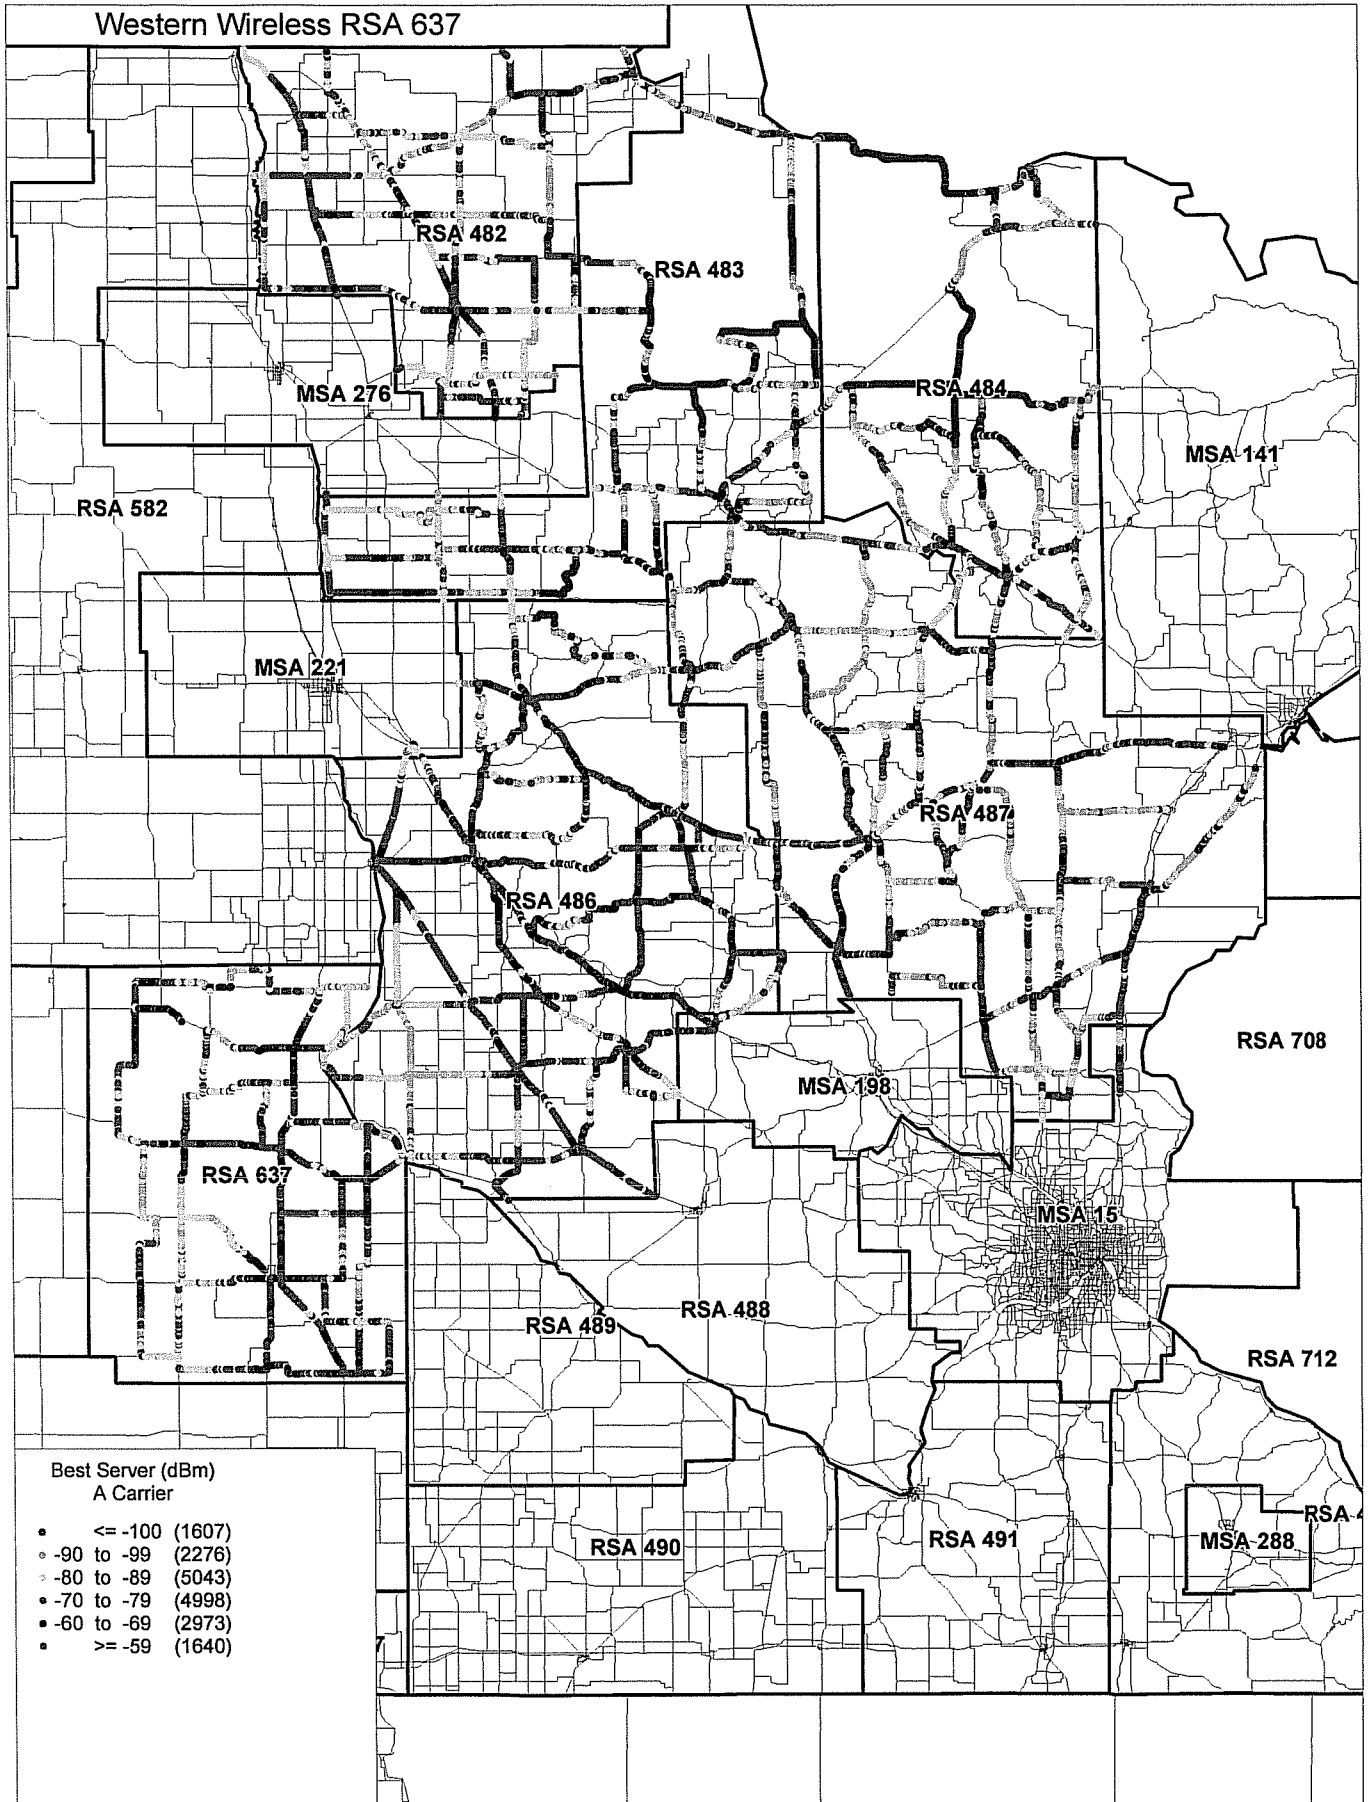 Western Wireless RSA 637
RSA 482
RSA 483
MSA 276
RSA 484
MSA 141
RSA 582
MSA 221
RSA 487
RSA 486
RSA 708
MSA 198
RSA 637
MSA 15
RSA 488
RSA 489
RSA 712
RSA 4
MSA 288
RSA 491
RSA 490
7
Best Server (dBm)
A Carrier
<= -100 (1607)
-90 to -99 (2276)
-80 to -89 (5043)
-70 to -79 (4998)
-60 to -69 (2973)
>= -59 (1640)